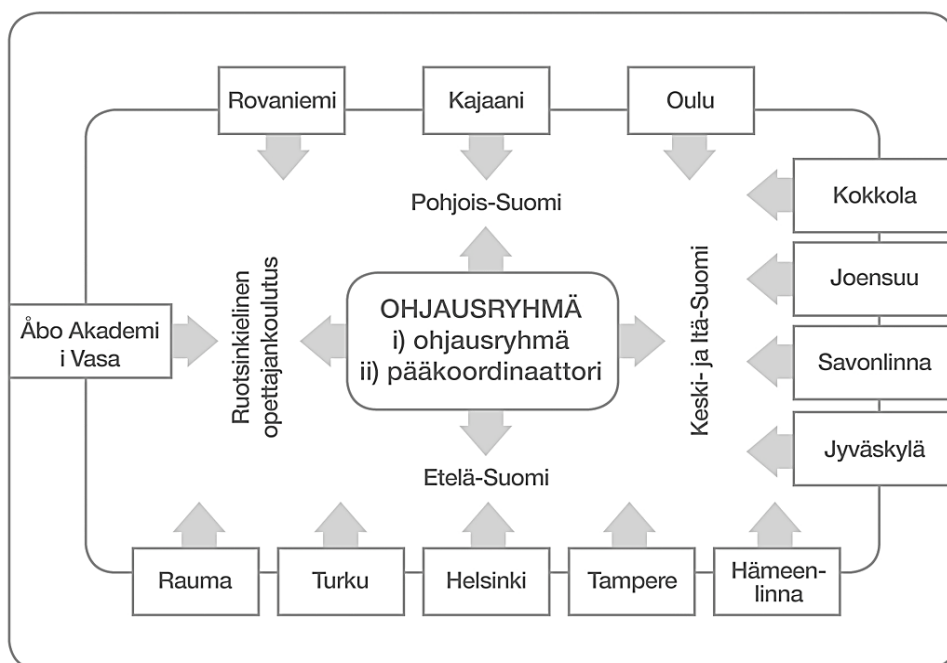 Rovaniemi
Kajaani
Oulu
Pohjois-Suomi
Kokkola
Joensuu
Savonlinna
Jyväskylä
Keski- ja Itä-Suomi
Åbo Akademi
i Vasa
Ruotsinkielinen
opettajankoulutus
OHJAUSRYHMÄ
i) ohjausryhmä
ii) pääkoordinaattori
Etelä-Suomi
Rauma
Turku
Helsinki
Tampere
Hämeen-
linna